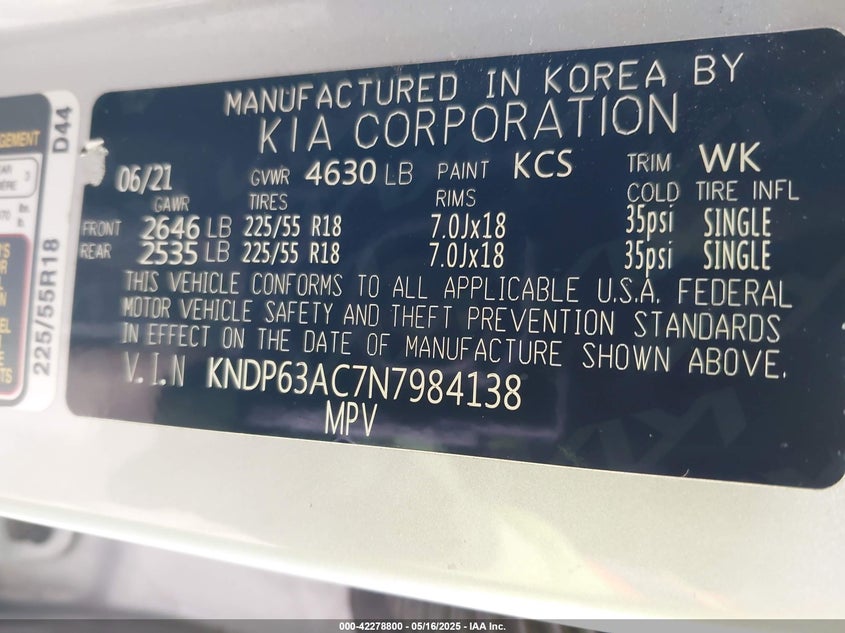 MANUFACTURED IN KOREA BY
KIA CORPORATION
06/21 GVWR 4630 LB PAINT KCS TRIM WK
GAWR TIRES RIMS COLD TIRE INFL
FRONT 2646 LB 225/55 R18 7.0Jx18 35psi SINGLE
REAR 2535 LB 225/55 R18 7.0Jx18 35psi SINGLE
THIS VEHICLE CONFORMS TO ALL APPLICABLE U.S.A. FEDERAL
MOTOR VEHICLE SAFETY AND THEFT PREVENTION STANDARDS
IN EFFECT ON THE DATE OF MANUFACTURE SHOWN ABOVE.
V.I.N KNDP63AC7N7984138
MPV
225/55R18 D44
000-42278800 - 05/16/2025 - IAA Inc.